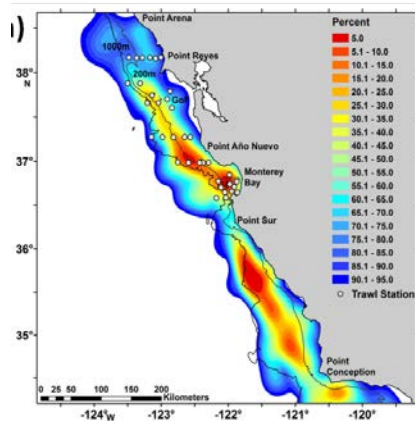 )
Point Arena
1000m
Point Reyes
200m
GoF
Point Año Nuevo
Monterey
Bay
Point Sur
Point
Conception
Percent
5.0
5.1 - 10.0
10.1 - 15.0
15.1 - 20.0
20.1 - 25.0
25.1 - 30.0
30.1 - 35.0
35.1 - 40.0
40.1 - 45.0
45.1 - 50.0
50.1 - 55.0
55.1 - 60.0
60.1 - 65.0
65.1 - 70.0
70.1 - 75.0
75.1 - 80.0
80.1 - 85.0
85.1 - 90.0
90.1 - 95.0
Trawl Station
38°
N
37°
36°
35°
0 25 50 100 150 200
Kilometers
-124°W -123° -122° -121° -120°